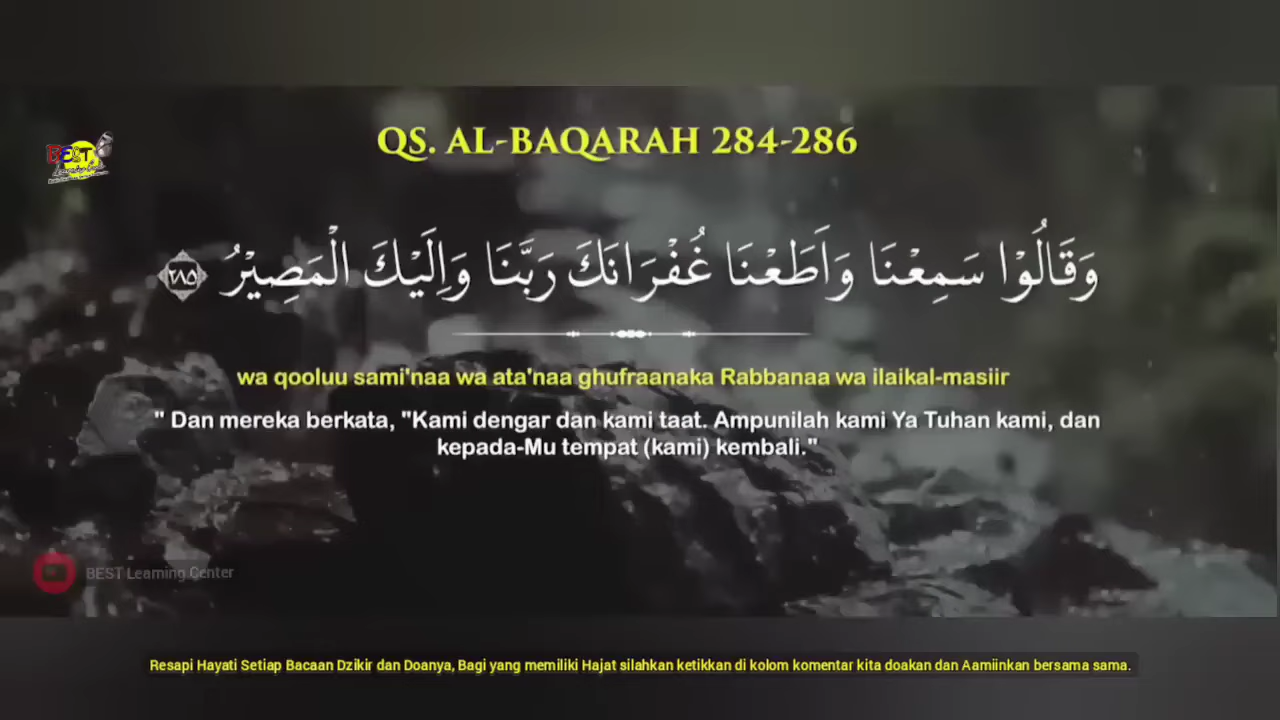 BEST
QS. AL-BAQARAH 284-286
وَقَالُوْا سَمِعْنَا وَاَطَعْنَا غُفْرَانَكَ رَبَّنَا وَاِلَيْكَ الْمَصِيْرُ ٢٨٥
wa qooluu sami'naa wa ata'naa ghufraanaka Rabbanaa wa ilaikal-masiir
" Dan mereka berkata, "Kami dengar dan kami taat. Ampunilah kami Ya Tuhan kami, dan
kepada-Mu tempat (kami) kembali."
BEST Learning Center
Resapi Hayati Setiap Bacaan Dzikir dan Doanya, Bagi yang memiliki Hajat silahkan ketikkan di kolom komentar kita doakan dan Aamiinkan bersama sama.